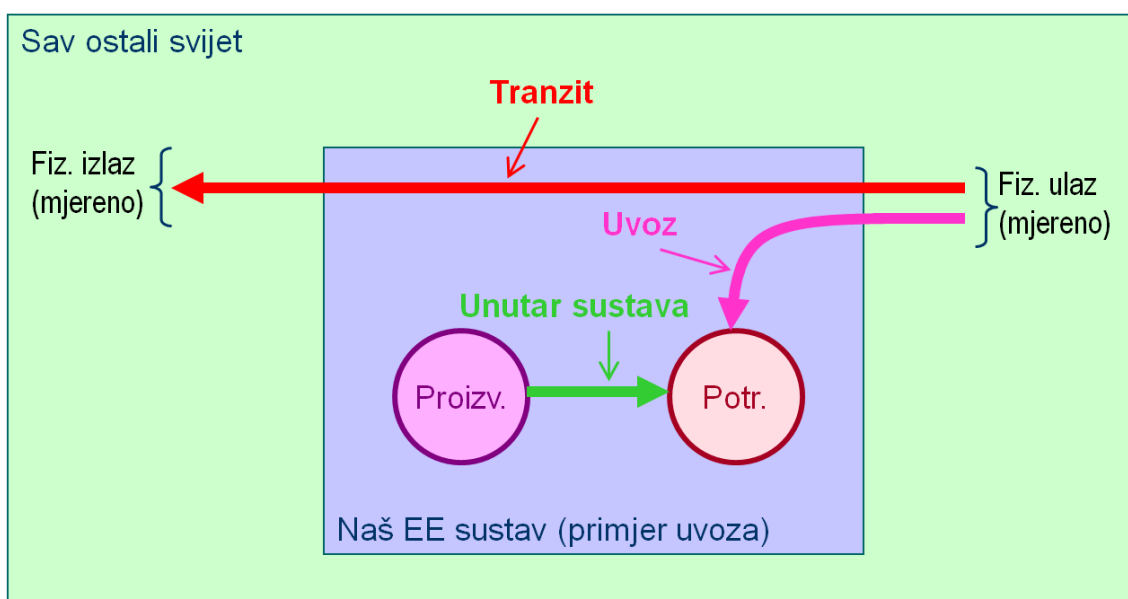 Sav ostali svijet
Tranzit
Fiz. izlaz
(mjereno)
Fiz. ulaz
(mjereno)
Uvoz
Unutar sustava
Proizv.
Potr.
Naš EE sustav (primjer uvoza)